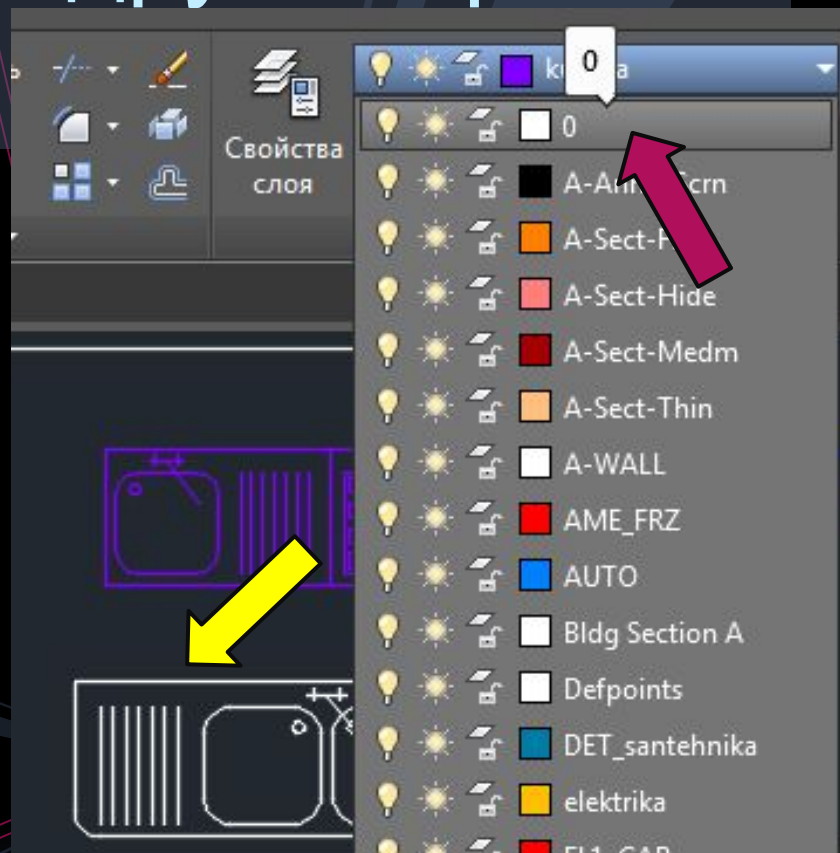 0
0
Свойства
слоя
A-Sect-Hide
A-Sect-Medm
A-Sect-Thin
A-WALL
AME_FRZ
AUTO
Bldg Section A
Defpoints
DET_santehnika
elektrika